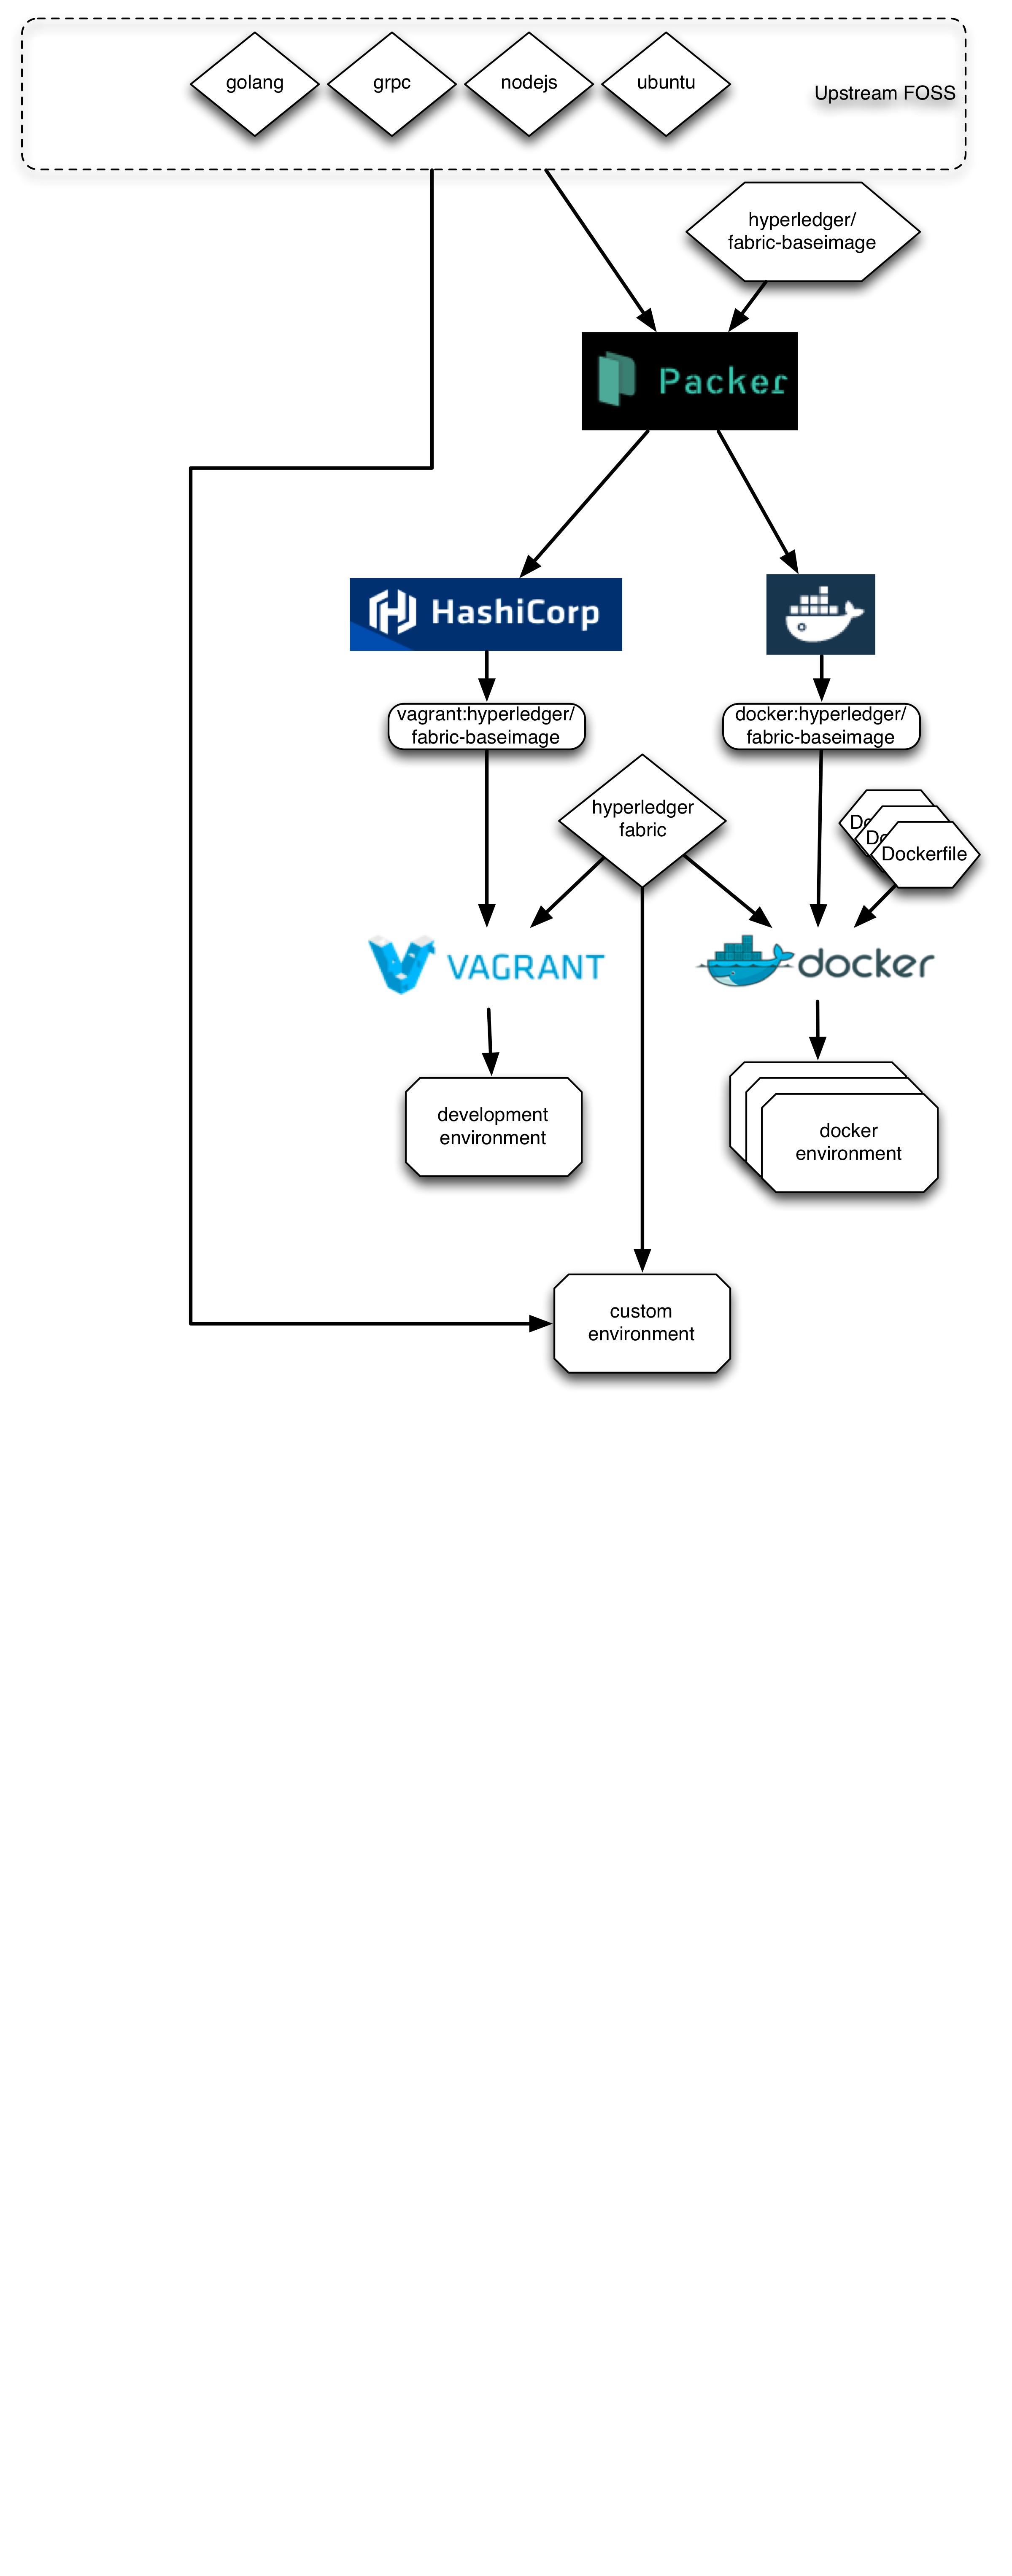 golang
grpc
nodejs
ubuntu
Upstream FOSS
hyperledger/
fabric-baseimage
Packer
HashiCorp
vagrant:hyperledger/
fabric-baseimage
docker:hyperledger/
fabric-baseimage
hyperledger
fabric
Do
Do
Dockerfile
VAGRANT
docker
development
environment
docker
environment
custom
environment